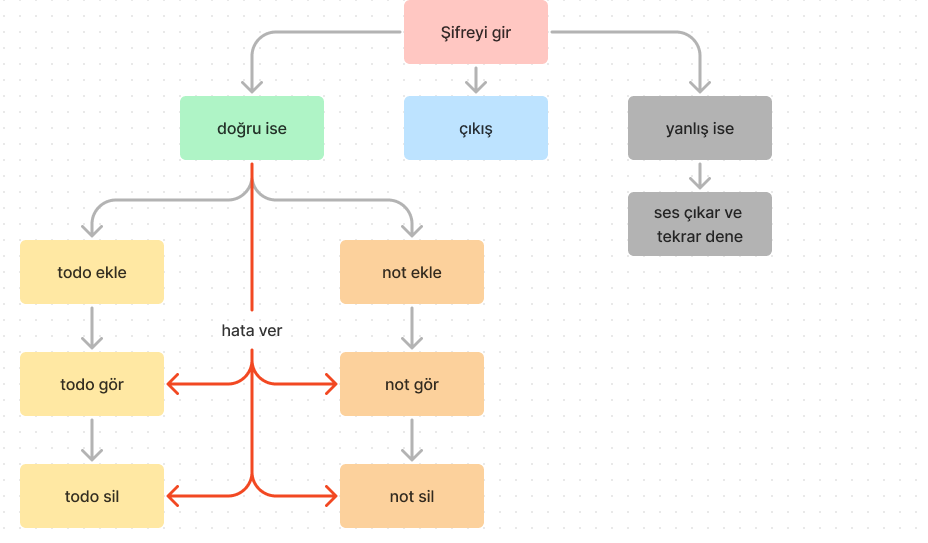 Şifreyi gir
doğru ise
çıkış
yanlış ise
ses çıkar ve
tekrar dene
todo ekle
not ekle
hata ver
todo gör
not gör
todo sil
not sil